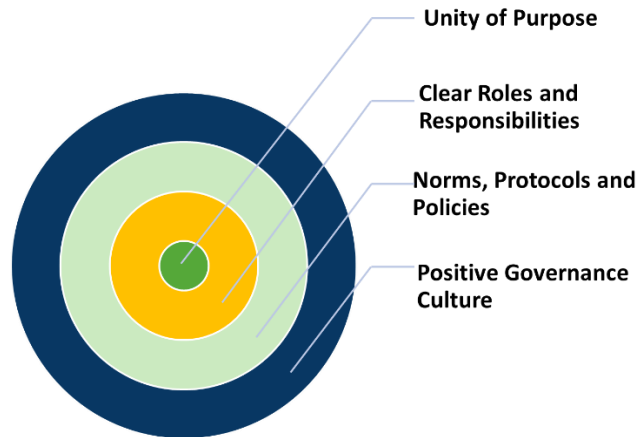 Unity of Purpose
Clear Roles and
Responsibilities
Norms, Protocols and
Policies
Positive Governance
Culture